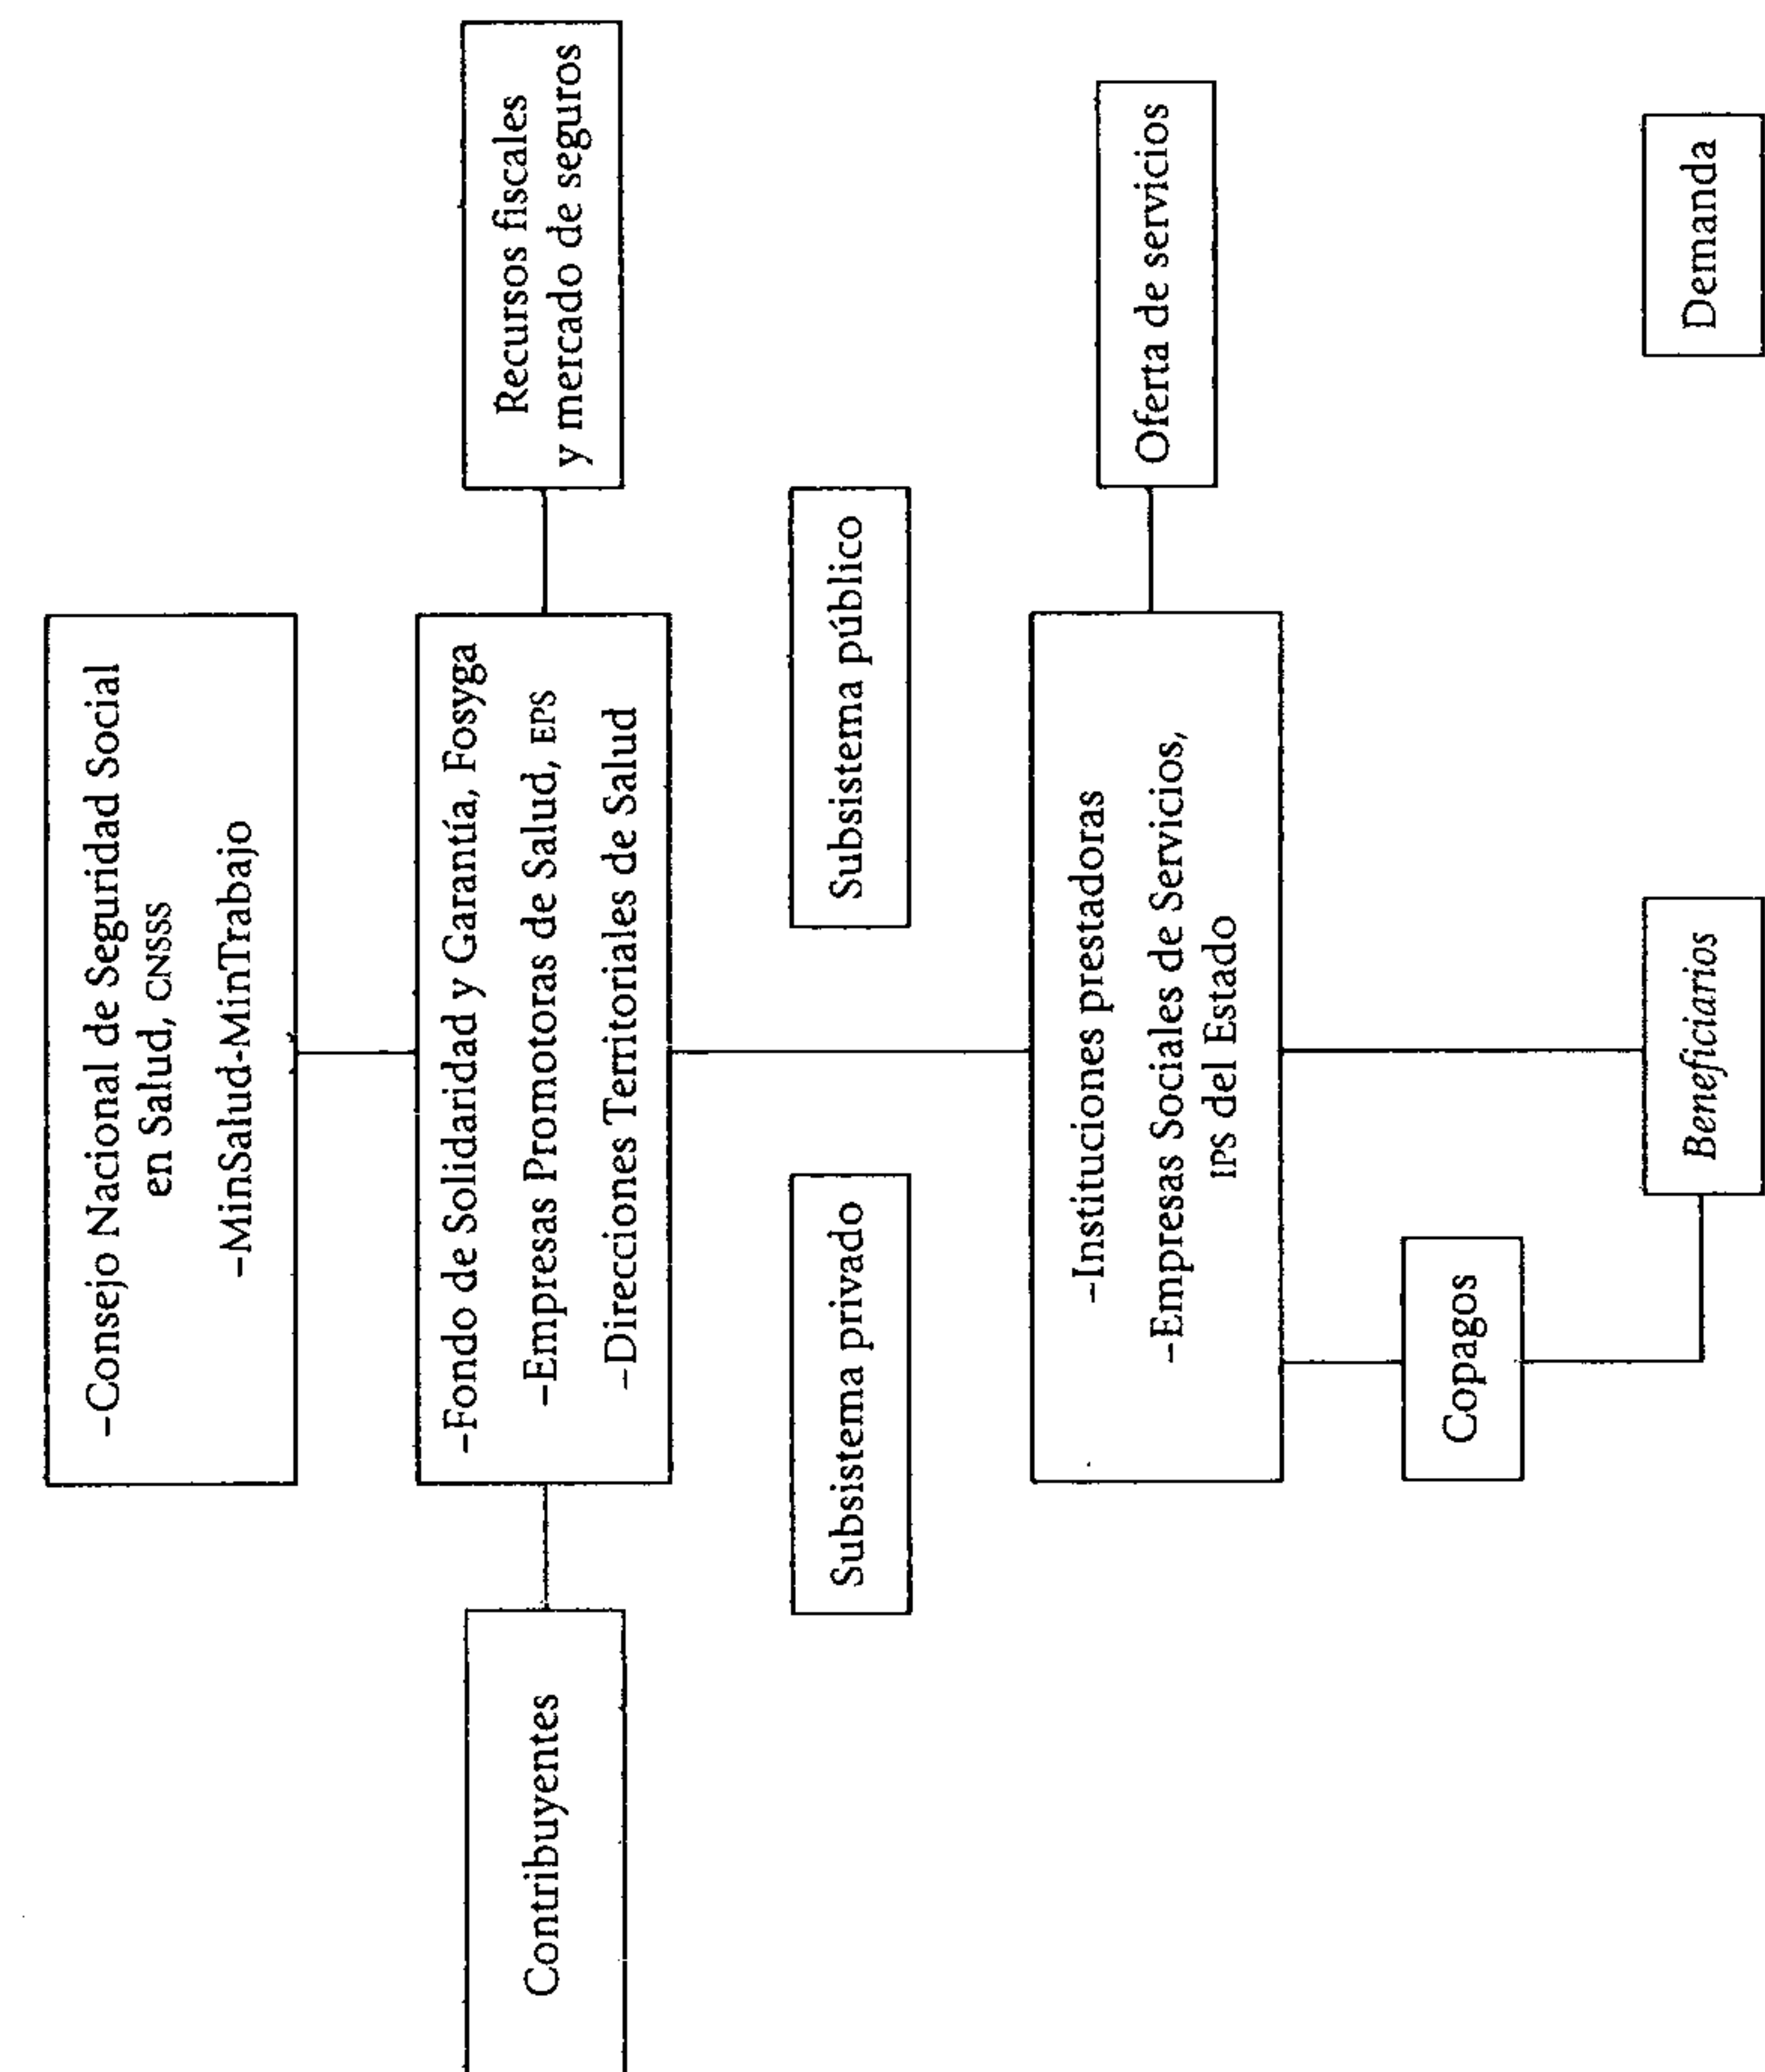 –Consejo Nacional de Seguridad Social
en Salud, CNSSS
–MinSalud-MinTrabajo
Contribuyentes
–Fondo de Solidaridad y Garantía, Fosyga
–Empresas Promotoras de Salud, EPS
–Direcciones Territoriales de Salud
Recursos fiscales
y mercado de seguros
Subsistema privado
Subsistema público
–Instituciones prestadoras
–Empresas Sociales de Servicios,
IPS del Estado
Oferta de servicios
Copagos
Beneficiarios
Demanda